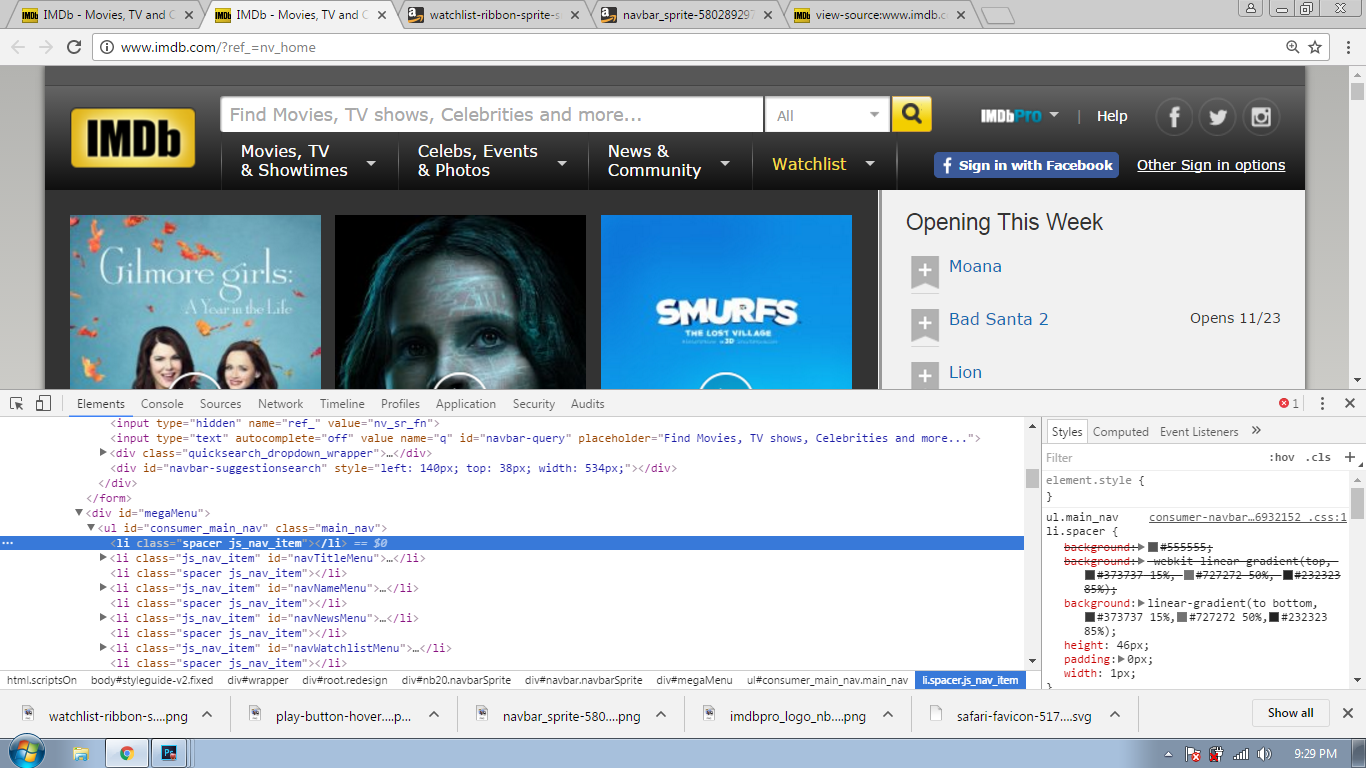 IMDb - Movies, TV and C
IMDb - Movies, TV and C
watchlist-ribbon-sprite-s
navbar_sprite-580289297
view-source:www.imdb.c
www.imdb.com/?ref_=nv_home
IMDb
Find Movies, TV shows, Celebrities and more...
All
IMDbPro
|
Help
Movies, TV
& Showtimes
Celebs, Events
& Photos
News &
Community
Watchlist
Sign in with Facebook
Other Sign in options
Gilmore girls:
A Year in the Life
SMURFS
THE LOST VILLAGE
Opening This Week
Moana
Bad Santa 2
Opens 11/23
Lion
Elements Console Sources Network Timeline Profiles Application Security Audits
1
<input type="hidden" name="ref_" value="nv_sr_fn">
<input type="text" autocomplete="off" value name="q" id="navbar-query" placeholder="Find Movies, TV shows, Celebrities and more...">
<div class="quicksearch_dropdown_wrapper">…</div>
<div id="navbar-suggestionsearch" style="left: 140px; top: 38px; width: 534px;"></div>
</div>
</form>
<div id="megaMenu">
<ul id="consumer_main_nav" class="main_nav">
<li class="spacer js_nav_item"></li> == $0
<li class="js_nav_item" id="navTitleMenu">…</li>
<li class="spacer js_nav_item"></li>
<li class="js_nav_item" id="navNameMenu">…</li>
<li class="spacer js_nav_item"></li>
<li class="js_nav_item" id="navNewsMenu">…</li>
<li class="spacer js_nav_item"></li>
<li class="js_nav_item" id="navWatchlistMenu">…</li>
<li class="spacer js_nav_item"></li>
html.scriptsOn body#styleguide-v2.fixed div#wrapper div#root.redesign div#nb20.navbarSprite div#navbar.navbarSprite div#megaMenu ul#consumer_main_nav.main_nav li.spacer.js_nav_item
Styles Computed Event Listeners »
Filter :hov .cls +
element.style {
}
ul.main_nav consumer-navbar…6932152_.css:1
li.spacer {
background: #555555;
background: -webkit-linear-gradient(top,
#373737 15%, #727272 50%, #232323
85%);
background: linear-gradient(to bottom,
#373737 15%, #727272 50%, #232323
85%);
height: 46px;
padding: 0px;
width: 1px;
}
watchlist-ribbon-s....png
play-button-hover....p...
navbar_sprite-580....png
imdbpro_logo_nb....png
safari-favicon-517....svg
Show all
9:29 PM